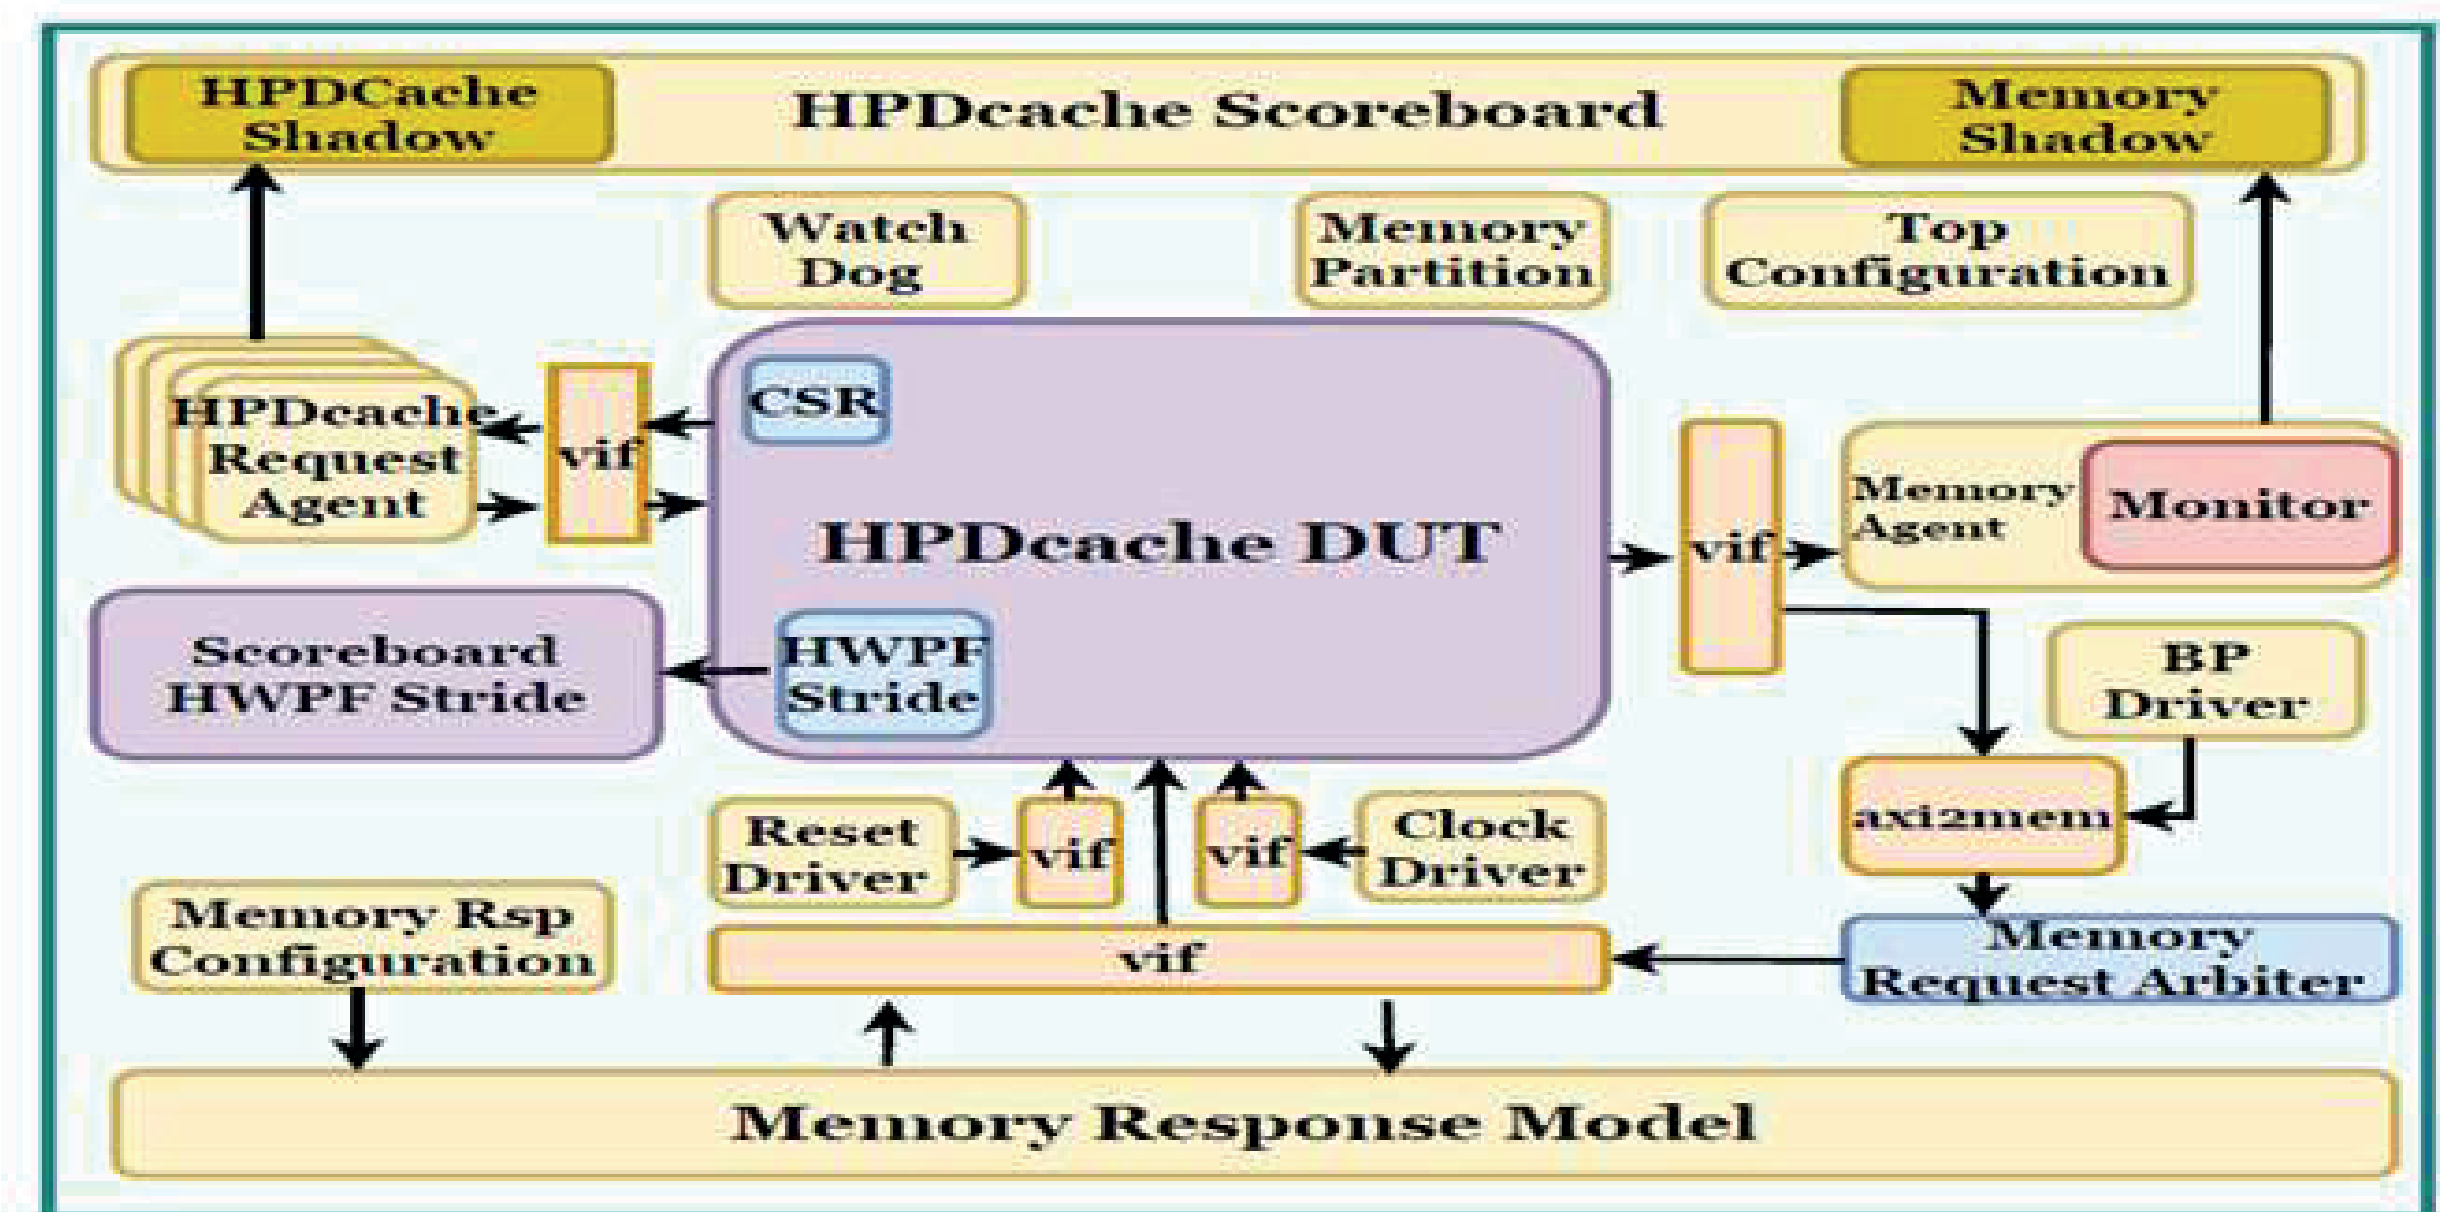 HPDCache
Shadow
HPDcache Scoreboard
Memory
Shadow
Watch
Dog
Memory
Partition
Top
Configuration
HPDcache
Request
Agent
vif
CSR
HPDcache DUT
vif
Memory
Agent
Monitor
Scoreboard
HWPF Stride
HWPF
Stride
BP
Driver
Reset
Driver
vif
vif
Clock
Driver
axi2mem
Memory Rsp
Configuration
vif
Memory
Request Arbiter
Memory Response Model